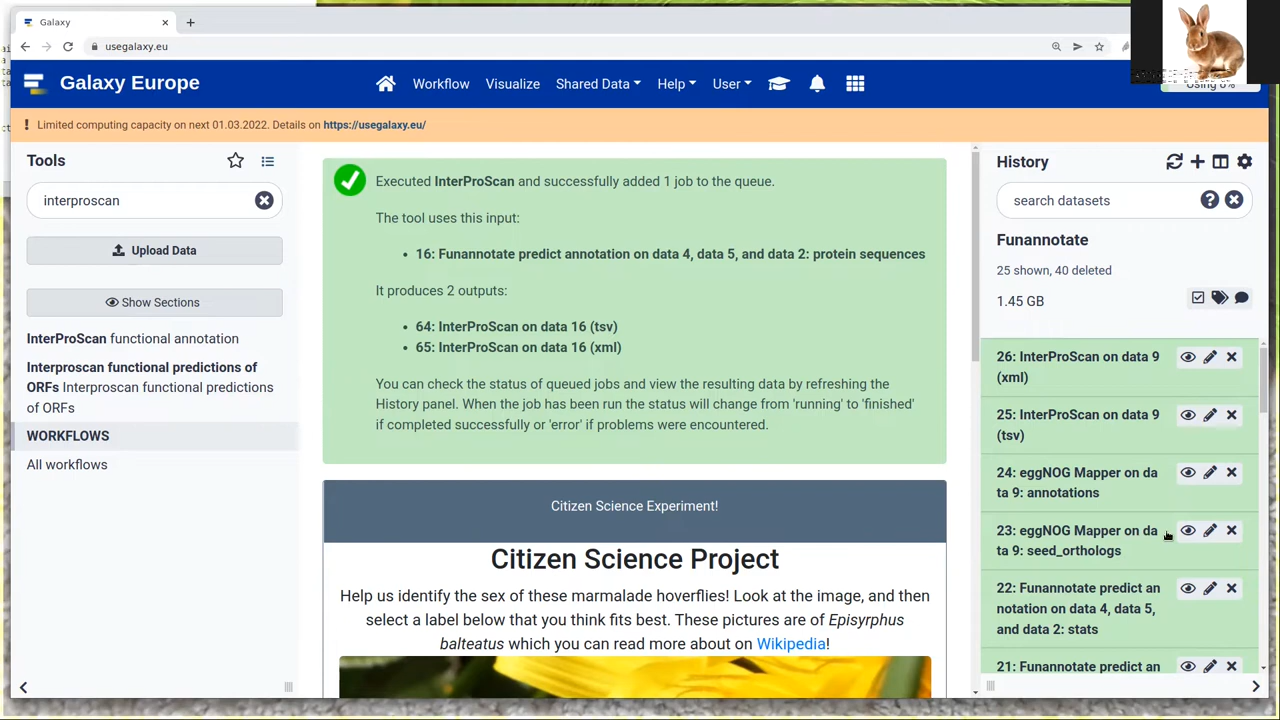 Galaxy
usegalaxy.eu
Galaxy Europe
Workflow
Visualize
Shared Data
Help
User
Using 6%
! Limited computing capacity on next 01.03.2022. Details on https://usegalaxy.eu/
Tools
interproscan
Upload Data
Show Sections
InterProScan functional annotation
Interproscan functional predictions of
ORFs Interproscan functional predictions
of ORFs
WORKFLOWS
All workflows
Executed InterProScan and successfully added 1 job to the queue.
The tool uses this input:
• 16: Funannotate predict annotation on data 4, data 5, and data 2: protein sequences
It produces 2 outputs:
• 64: InterProScan on data 16 (tsv)
• 65: InterProScan on data 16 (xml)
You can check the status of queued jobs and view the resulting data by refreshing the
History panel. When the job has been run the status will change from 'running' to 'finished'
if completed successfully or 'error' if problems were encountered.
Citizen Science Experiment!
Citizen Science Project
Help us identify the sex of these marmalade hoverflies! Look at the image, and then
select a label below that you think fits best. These pictures are of Episyrphus
balteatus which you can read more about on Wikipedia!
History
search datasets
Funannotate
25 shown, 40 deleted
1.45 GB
26: InterProScan on data 9
(xml)
25: InterProScan on data 9
(tsv)
24: eggNOG Mapper on da
ta 9: annotations
23: eggNOG Mapper on da
ta 9: seed_orthologs
22: Funannotate predict an
notation on data 4, data 5,
and data 2: stats
21: Funannotate predict an